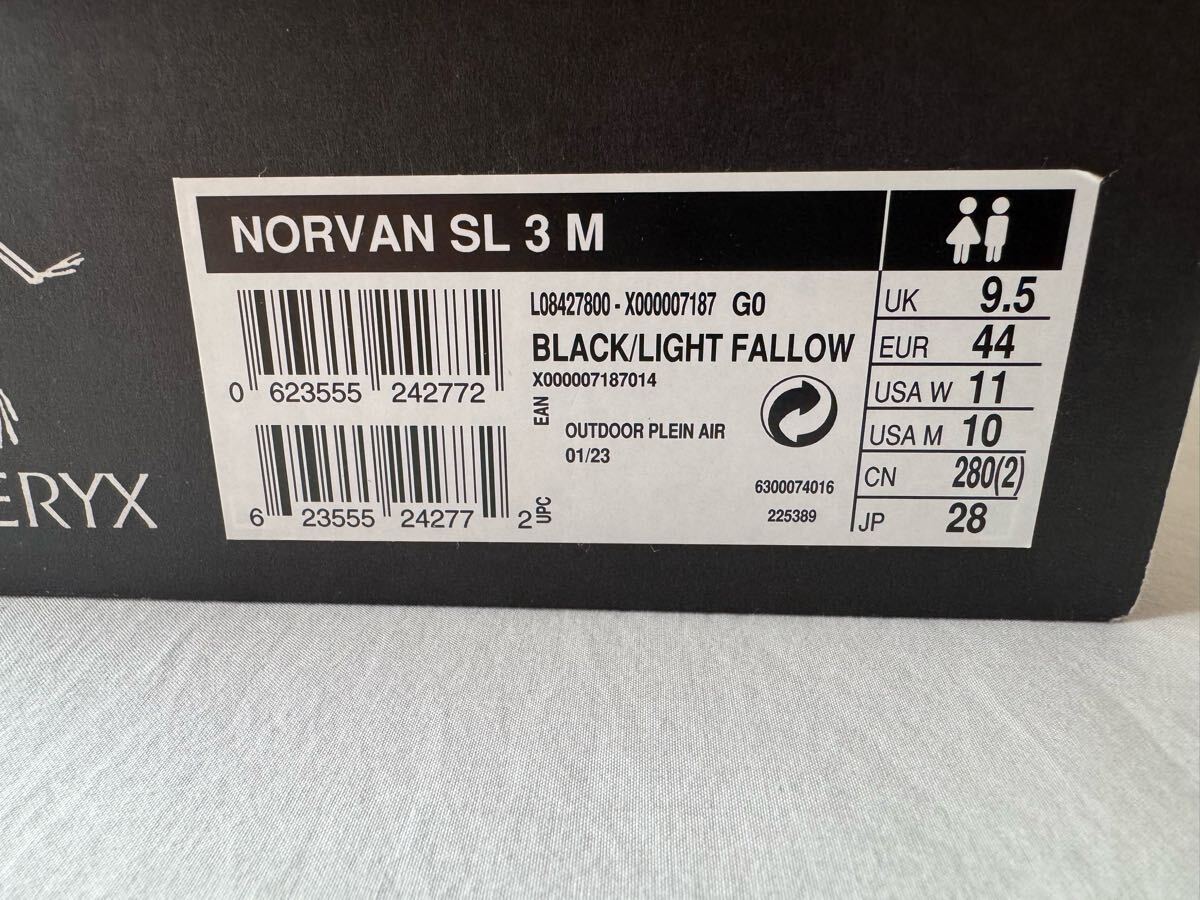 NORVAN SL 3 M
L08427800 - X000007187 G0
BLACK/LIGHT FALLOW
X000007187014
0 623555 242772
EAN
OUTDOOR PLEIN AIR
01/23
6 23555 24277 2
UPC
6300074016
225389
UK 9.5
EUR 44
USA W 11
USA M 10
CN 280(2)
JP 28
ERYX